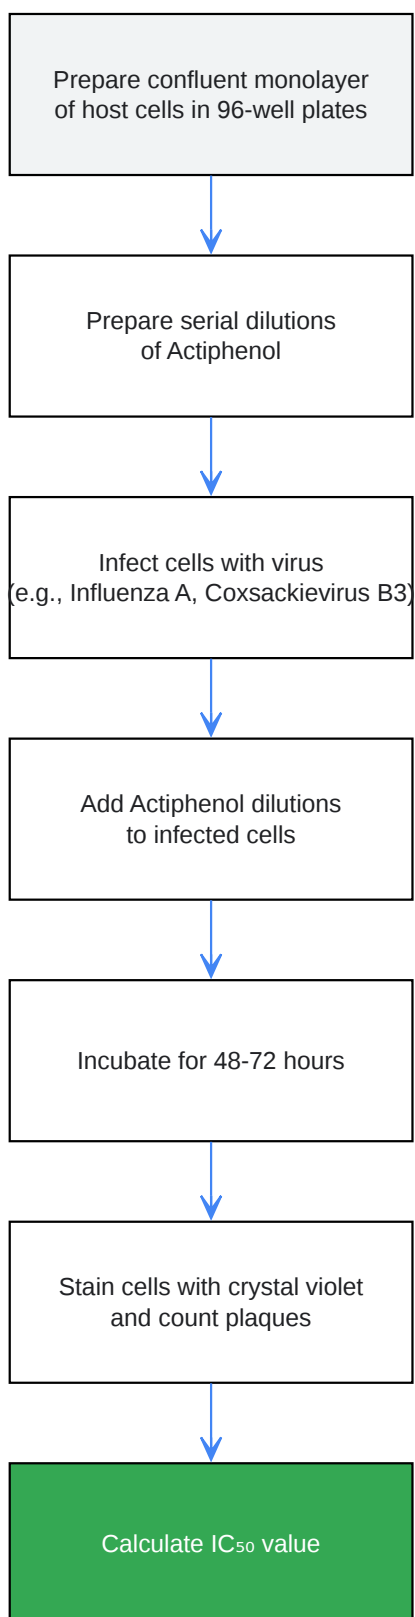 Prepare confluent monolayer
of host cells in 96-well plates
Prepare serial dilutions
of Actiphenol
Infect cells with virus
(e.g., Influenza A, Coxsackievirus B3)
Add Actiphenol dilutions
to infected cells
Incubate for 48-72 hours
Stain cells with crystal violet
and count plaques
Calculate IC₅₀ value